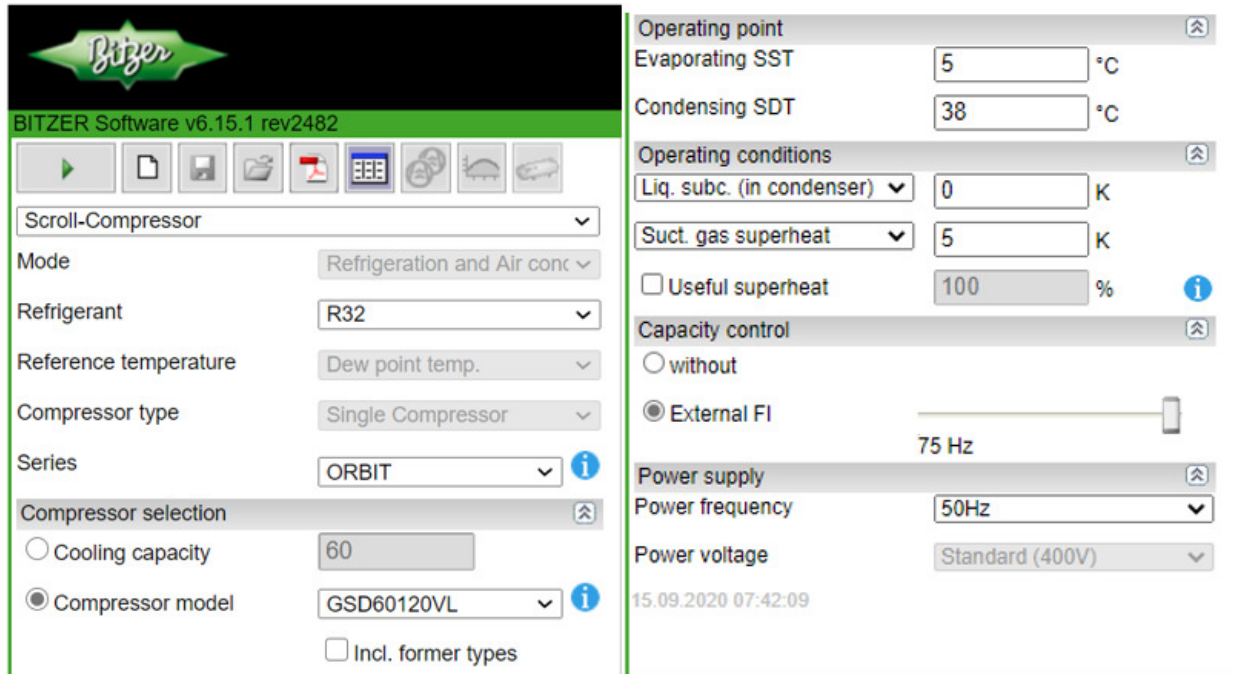 Bitzer
BITZER Software v6.15.1 rev2482
Scroll-Compressor
Mode Refrigeration and Air conc
Refrigerant R32
Reference temperature Dew point temp.
Compressor type Single Compressor
Series ORBIT
Compressor selection
Cooling capacity 60
Compressor model GSD60120VL
Incl. former types
Operating point
Evaporating SST 5 °C
Condensing SDT 38 °C
Operating conditions
Liq. subc. (in condenser) 0 K
Suct. gas superheat 5 K
Useful superheat 100 %
Capacity control
without
External FI
75 Hz
Power supply
Power frequency 50Hz
Power voltage Standard (400V)
15.09.2020 07:42:09